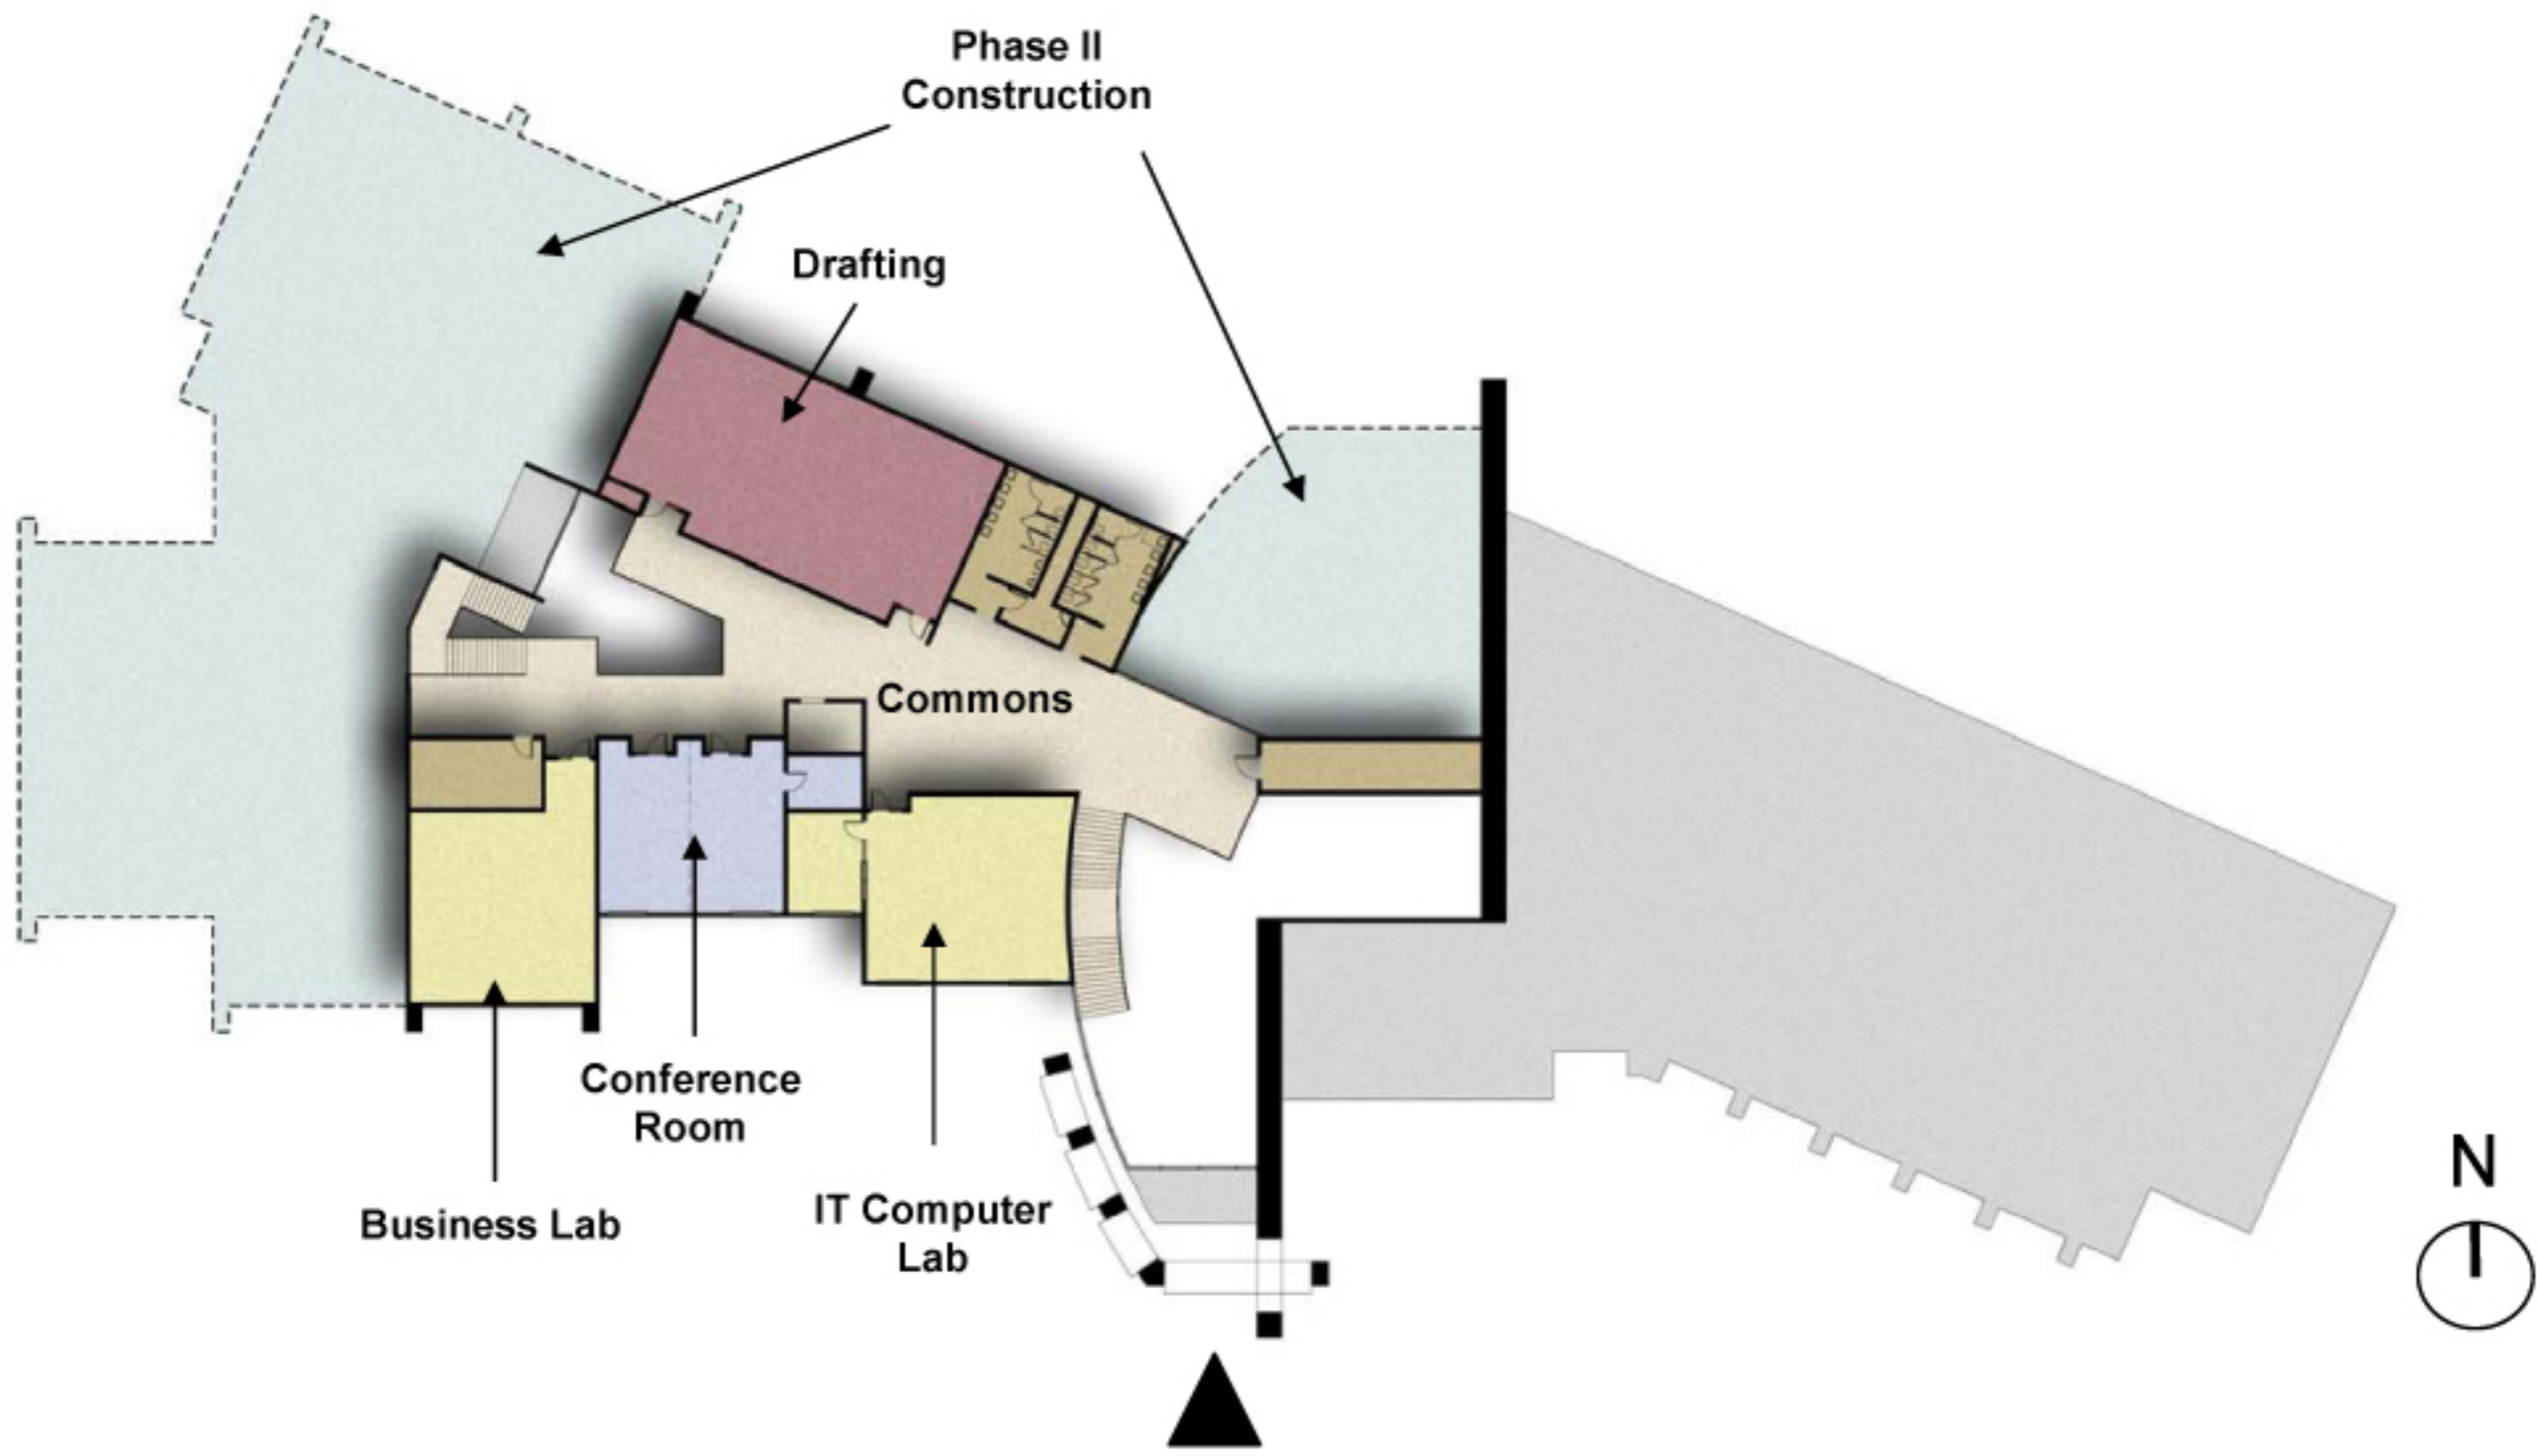 Phase II
Construction
Drafting
Commons
Conference
Room
Business Lab
IT Computer
Lab
N